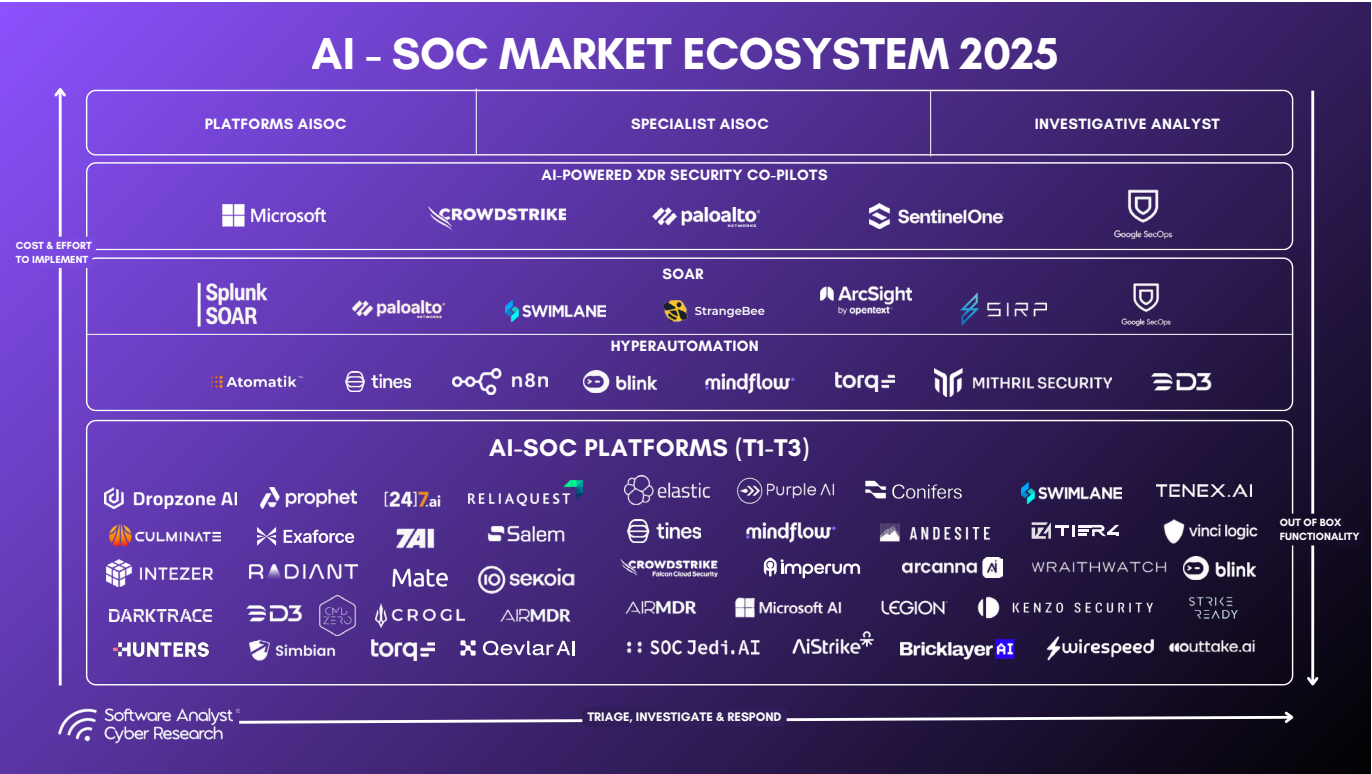 AI - SOC MARKET ECOSYSTEM 2025
PLATFORMS AISOC
SPECIALIST AISOC
INVESTIGATIVE ANALYST
AI-POWERED XDR SECURITY CO-PILOTS
Microsoft
CROWDSTRIKE
paloalto
NETWORKS
SentinelOne
Google SecOps
COST & EFFORT
TO IMPLEMENT
SOAR
Splunk
SOAR
paloalto
NETWORKS
SWIMLANE
StrangeBee
ArcSight
by opentext
SIRP
Google SecOps
HYPERAUTOMATION
Atomatik™
tines
n8n
blink
mindflow
torq
MITHRIL SECURITY
D3
AI-SOC PLATFORMS (T1-T3)
Dropzone AI
prophet
[24]7.ai
RELIAQUEST
elastic
Purple AI
Conifers
SWIMLANE
TENEX.AI
CULMINATE
Exaforce
7AI
Salem
tines
mindflow
ANDESITE
TIER4
vinci logic
INTEZER
RADIANT
Mate
sekoia
CROWDSTRIKE
Falcon Cloud Security
imperum
arcanna Ai
WRAITHWATCH
blink
DARKTRACE
D3
CMD
ZERO
CROGL
AIRMDR
AIRMDR
Microsoft AI
LEGION
KENZO SECURITY
STRIKE
READY
HUNTERS
Simbian
torq
Qevlar AI
:: SOC Jedi.AI
AiStrike
Bricklayer AI
wirespeed
outtake.ai
OUT OF BOX
FUNCTIONALITY
Software Analyst
Cyber Research
TRIAGE, INVESTIGATE & RESPOND